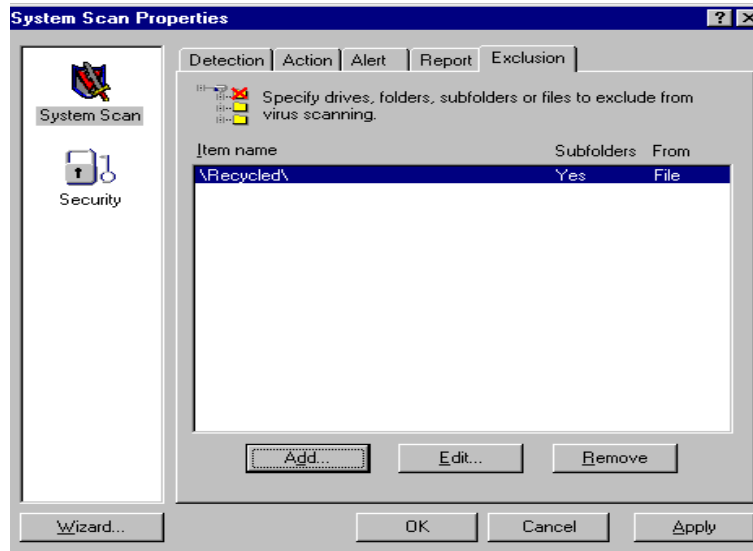 System Scan Properties
System Scan
Security
Detection Action Alert Report Exclusion
Specify drives, folders, subfolders or files to exclude from
virus scanning.
Item name Subfolders From
\Recycled\ Yes File
Add... Edit... Remove
Wizard... OK Cancel Apply